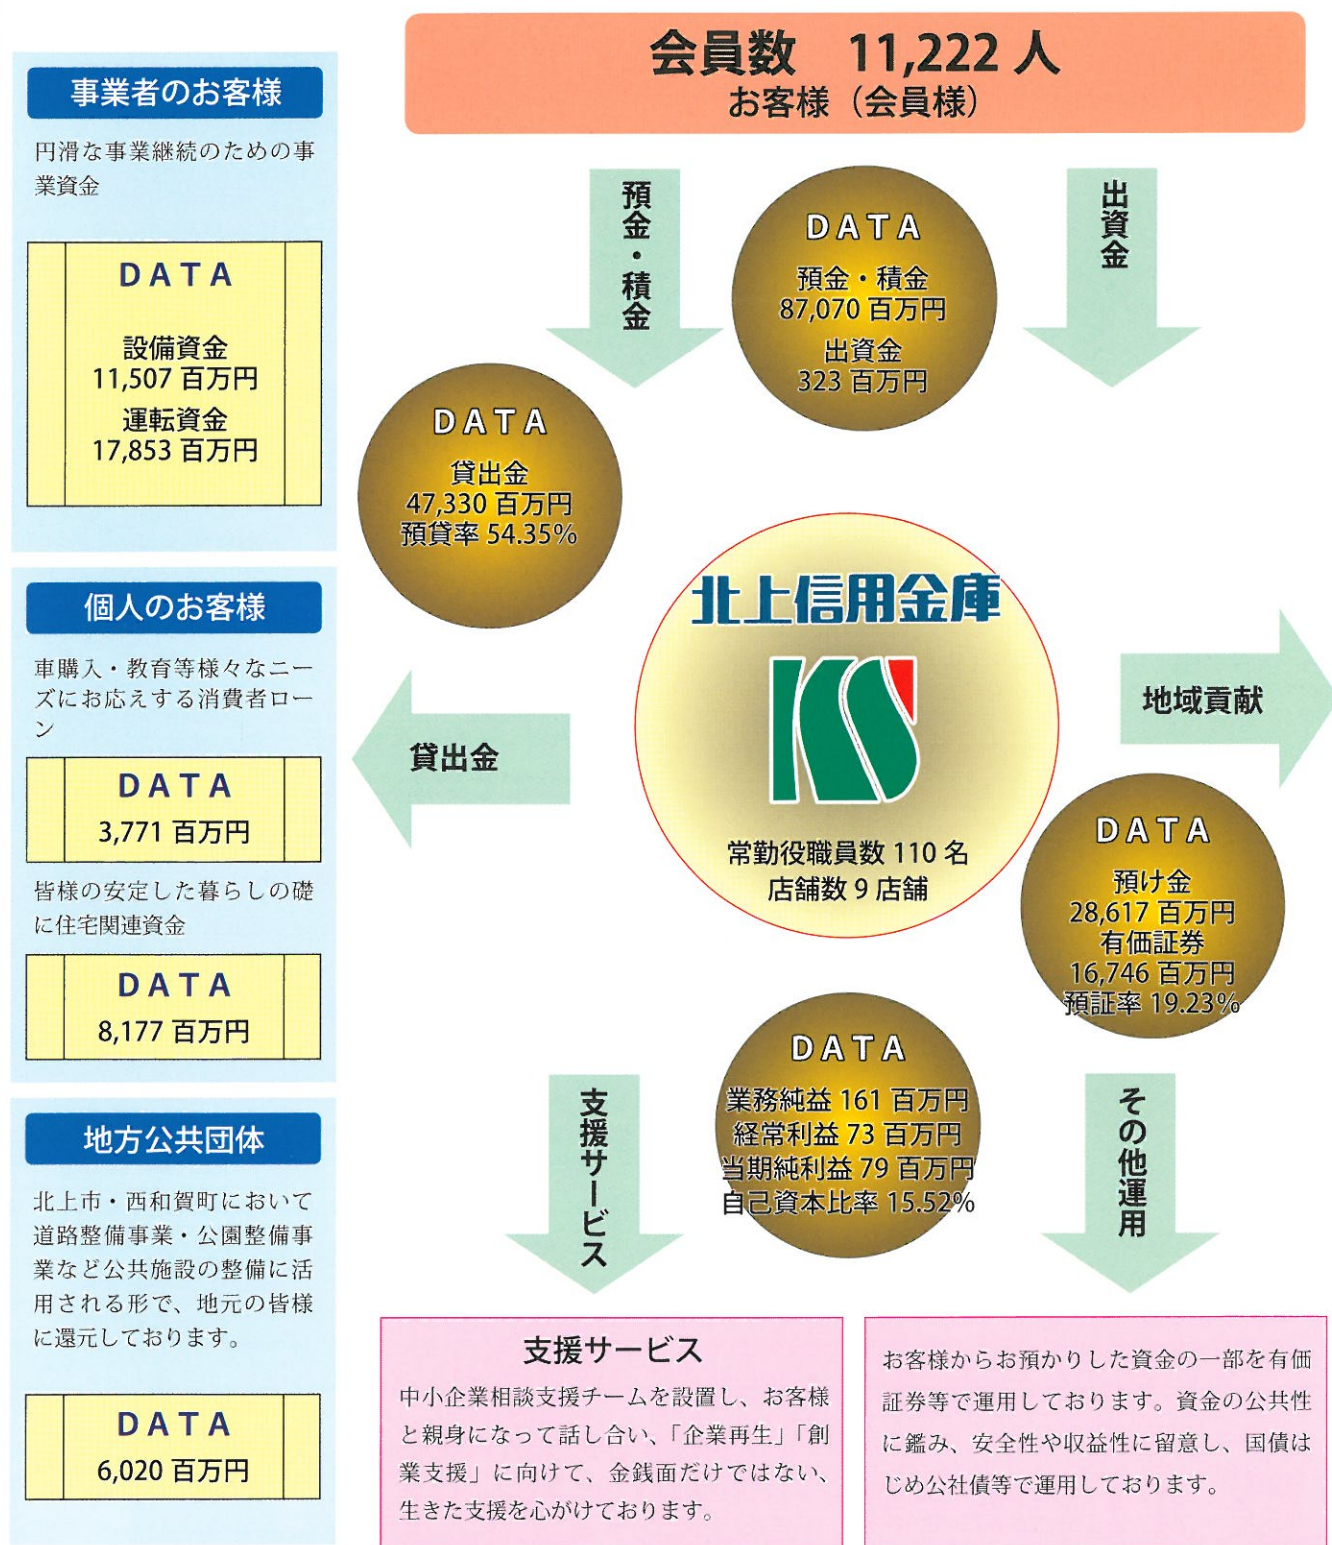 会員数 11,222 人
お客様（会員様）
事業者のお客様
円滑な事業継続のための事
業資金
DATA
設備資金
11,507 百万円
運転資金
17,853 百万円
個人のお客様
車購入・教育等様々なニー
ズにお応えする消費者ロー
ン
DATA
3,771 百万円
皆様の安定した暮らしの礎
に住宅関連資金
DATA
8,177 百万円
地方公共団体
北上市・西和賀町において
道路整備事業・公園整備事
業など公共施設の整備に活
用される形で、地元の皆様
に還元しております。
DATA
6,020 百万円
預金・積金
DATA
預金・積金
87,070 百万円
出資金
323 百万円
出資金
DATA
貸出金
47,330 百万円
預貸率 54.35%
貸出金
北上信用金庫
KS
常勤役職員数 110 名
店舗数 9 店舗
地域貢献
DATA
預け金
28,617 百万円
有価証券
16,746 百万円
預証率 19.23%
DATA
業務純益 161 百万円
経常利益 73 百万円
当期純利益 79 百万円
自己資本比率 15.52%
支援サービス
その他運用
支援サービス
中小企業相談支援チームを設置し、お客様
と親身になって話し合い、「企業再生」「創
業支援」に向けて、金銭面だけではない、
生きた支援を心がけております。
お客様からお預かりした資金の一部を有価
証券等で運用しております。資金の公共性
に鑑み、安全性や収益性に留意し、国債は
じめ公社債等で運用しております。